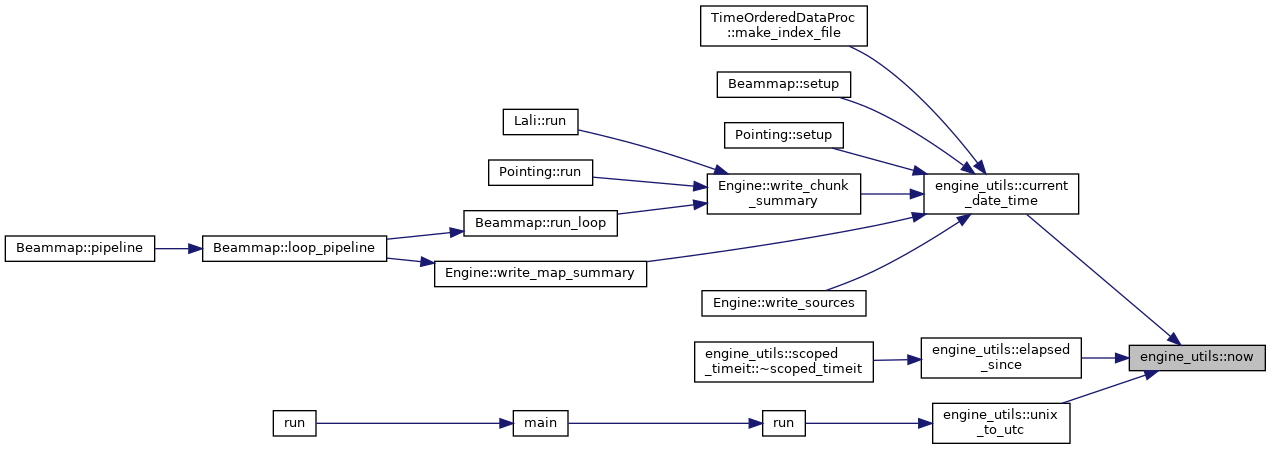 TimeOrderedDataProc
::make_index_file
Beammap::setup
Lali::run
Pointing::setup
Pointing::run
Engine::write_chunk
_summary
engine_utils::current
_date_time
Beammap::run_loop
Beammap::pipeline
Beammap::loop_pipeline
Engine::write_map_summary
Engine::write_sources
engine_utils::scoped
_timeit::~scoped_timeit
engine_utils::elapsed
_since
engine_utils::now
run
main
run
engine_utils::unix
_to_utc